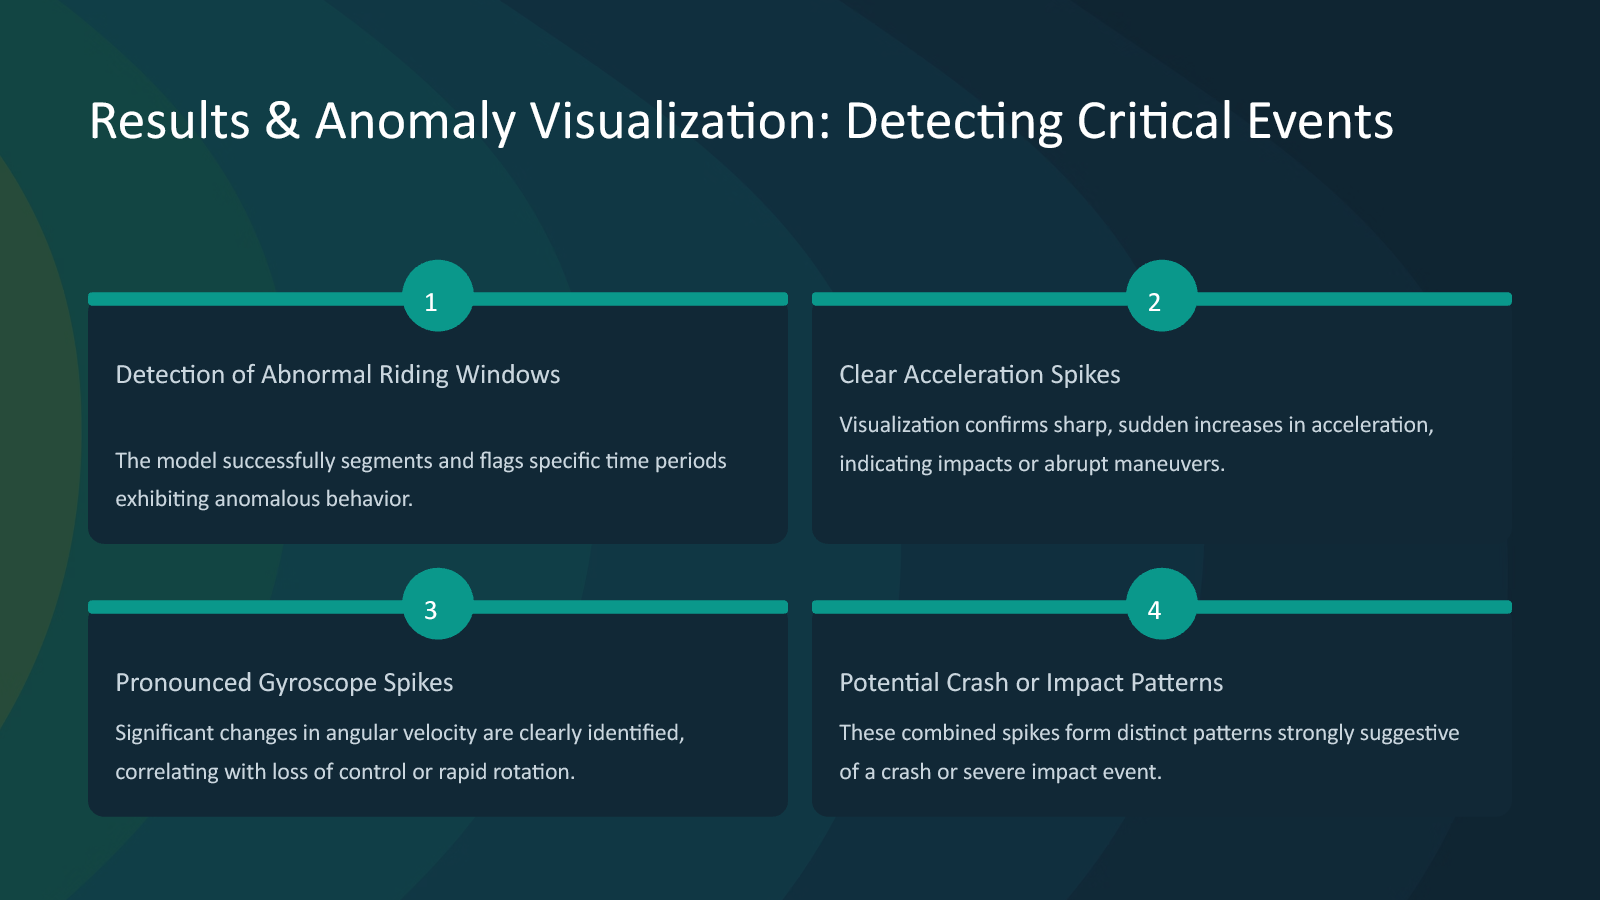 Results & Anomaly Visualization: Detecting Critical Events
1
Detection of Abnormal Riding Windows
The model successfully segments and flags specific time periods
exhibiting anomalous behavior.
2
Clear Acceleration Spikes
Visualization confirms sharp, sudden increases in acceleration,
indicating impacts or abrupt maneuvers.
3
Pronounced Gyroscope Spikes
Significant changes in angular velocity are clearly identified,
correlating with loss of control or rapid rotation.
4
Potential Crash or Impact Patterns
These combined spikes form distinct patterns strongly suggestive
of a crash or severe impact event.